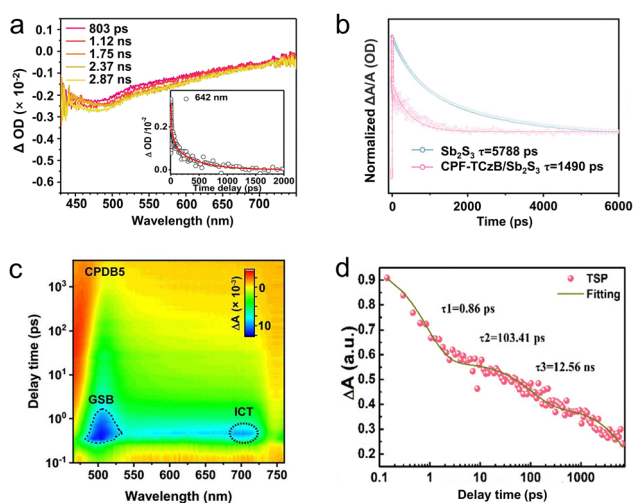 a
803 ps
1.12 ns
1.75 ns
2.37 ns
2.87 ns
0.1
0.0
-0.1
-0.2
-0.3
-0.4
-0.5
-0.6
Δ OD (× 10⁻²)
450 500 550 600 650 700
Wavelength (nm)
642 nm
0.2
0.0
Δ OD /10⁻²
0 500 1000 1500 2000
Time delay (ps)
b
Normalized ΔA/A (OD)
Sb₂S₃ τ=5788 ps
CPF-TCzB/Sb₂S₃ τ=1490 ps
0 2000 4000 6000
Time (ps)
c
CPDB5
ΔA (× 10⁻³)
0
10
GSB
ICT
10³
10²
10¹
10⁰
10⁻¹
Delay time (ps)
500 550 600 650 700 750
Wavelength (nm)
d
TSP
Fitting
τ1=0.86 ps
τ2=103.41 ps
τ3=12.56 ns
0.9
0.8
0.7
0.6
0.5
0.4
0.3
0.2
ΔA (a.u.)
0.1 1 10 100 1000
Delay time (ps)